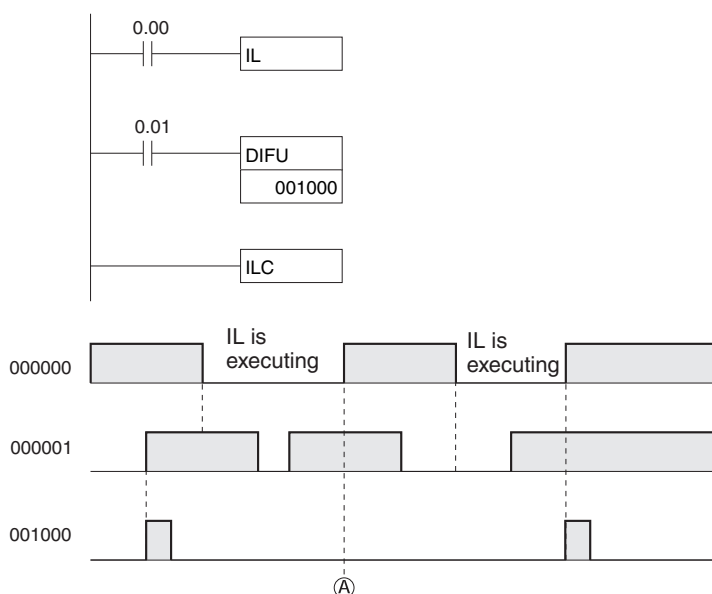 0.00
IL
0.01
DIFU
001000
ILC
IL is
executing
IL is
executing
000000
000001
001000
A